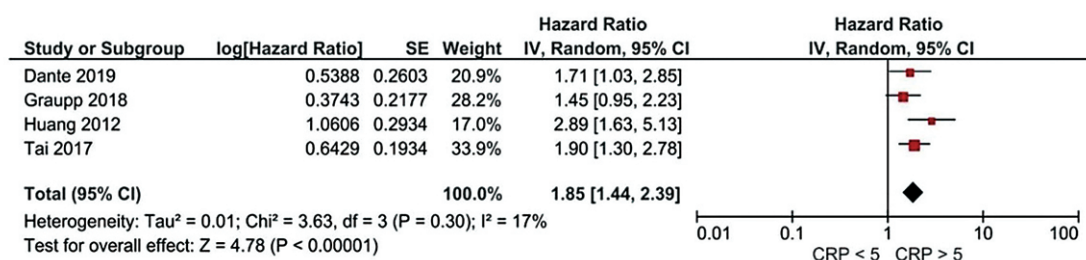 Hazard Ratio Hazard Ratio
Study or Subgroup log[Hazard Ratio] SE Weight IV, Random, 95% CI IV, Random, 95% CI
Dante 2019 0.5388 0.2603 20.9% 1.71 [1.03, 2.85]
Graupp 2018 0.3743 0.2177 28.2% 1.45 [0.95, 2.23]
Huang 2012 1.0606 0.2934 17.0% 2.89 [1.63, 5.13]
Tai 2017 0.6429 0.1934 33.9% 1.90 [1.30, 2.78]
Total (95% CI) 100.0% 1.85 [1.44, 2.39]
Heterogeneity: Tau² = 0.01; Chi² = 3.63, df = 3 (P = 0.30); I² = 17%
Test for overall effect: Z = 4.78 (P < 0.00001)
0.01 0.1 1 10 100
CRP < 5 CRP > 5